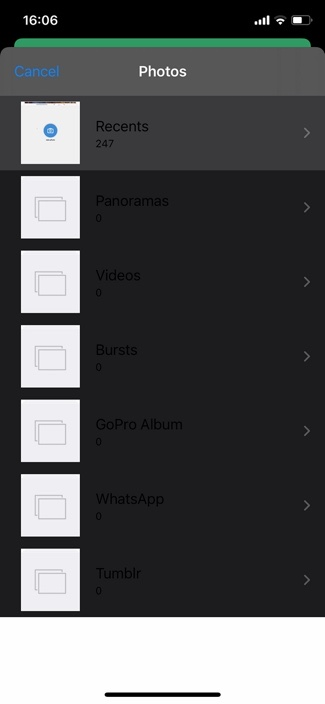 16:06
Cancel
Photos
Recents
247
Panoramas
0
Videos
0
Bursts
0
GoPro Album
0
WhatsApp
0
Tumblr
0